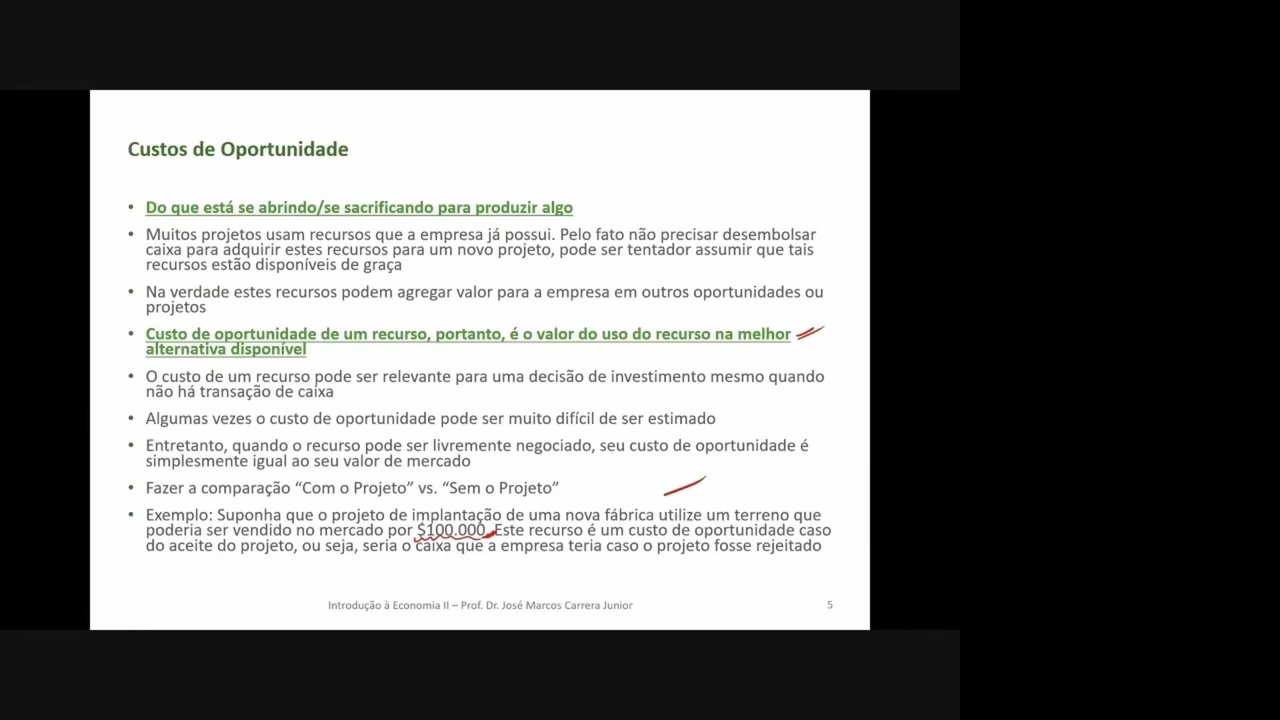 Custos de Oportunidade
• Do que está se abrindo/se sacrificando para produzir algo
• Muitos projetos usam recursos que a empresa já possui. Pelo fato não precisar desembolsar
caixa para adquirir estes recursos para um novo projeto, pode ser tentador assumir que tais
recursos estão disponíveis de graça
• Na verdade estes recursos podem agregar valor para a empresa em outros oportunidades ou
projetos
• Custo de oportunidade de um recurso, portanto, é o valor do uso do recurso na melhor
alternativa disponível
• O custo de um recurso pode ser relevante para uma decisão de investimento mesmo quando
não há transação de caixa
• Algumas vezes o custo de oportunidade pode ser muito difícil de ser estimado
• Entretanto, quando o recurso pode ser livremente negociado, seu custo de oportunidade é
simplesmente igual ao seu valor de mercado
• Fazer a comparação “Com o Projeto” vs. “Sem o Projeto”
• Exemplo: Suponha que o projeto de implantação de uma nova fábrica utilize um terreno que
poderia ser vendido no mercado por $100.000. Este recurso é um custo de oportunidade caso
do aceite do projeto, ou seja, seria o caixa que a empresa teria caso o projeto fosse rejeitado
Introdução à Economia II – Prof. Dr. José Marcos Carrera Junior
5